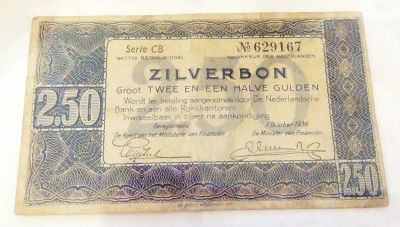 Serie CB № 629167
WETTIG BETAALMIDDEL KONINKRIJK DER NEDERLANDEN
ZILVERBON
Groot TWEE EN EEN HALVE GULDEN
Wordt ter betaling aangenomen door De Nederlandsche
Bank en aan alle Rijkskantoren.
Inwisselbaar in zilver na aankondiging
Geregistreerd 1 October 1938
De Agent van het Ministerie van Financiën De Minister van Financiën
2.50
2.50